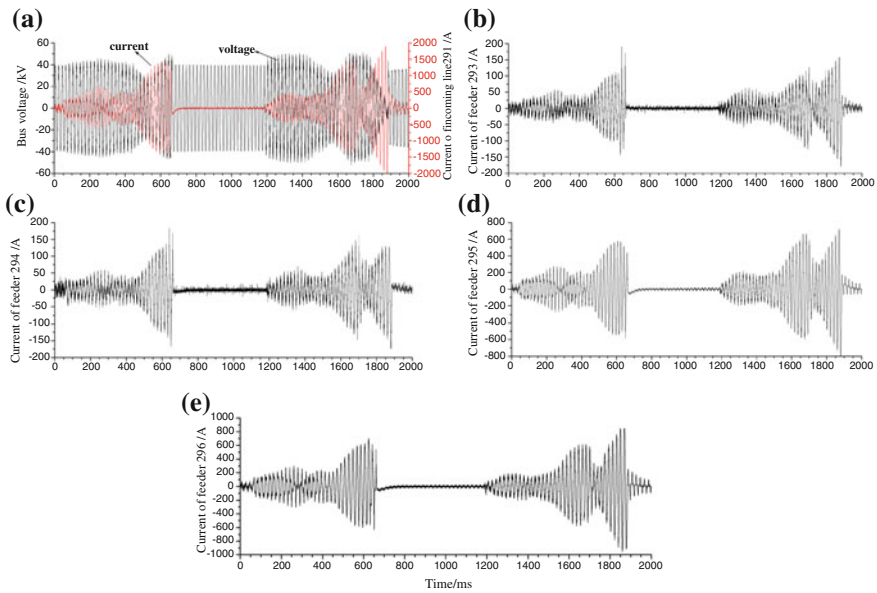 (a)
current
voltage
Bus voltage /kV
60
40
20
0
-20
-40
-60
0 200 400 600 800 1000 1200 1400 1600 1800 2000
2000
1500
1000
500
0
-500
-1000
-1500
-2000
Current o fincoming line291 /A
(b)
Current of feeder 293 /A
200
150
100
50
0
-50
-100
-150
-200
0 200 400 600 800 1000 1200 1400 1600 1800 2000
(c)
Current of feeder 294 /A
200
150
100
50
0
-50
-100
-150
-200
0 200 400 600 800 1000 1200 1400 1600 1800 2000
(d)
Current of feeder 295 /A
800
600
400
200
0
-200
-400
-600
-800
0 200 400 600 800 1000 1200 1400 1600 1800 2000
(e)
Current of feeder 296 /A
1000
800
600
400
200
0
-200
-400
-600
-800
-1000
0 200 400 600 800 1000 1200 1400 1600 1800 2000
Time/ms